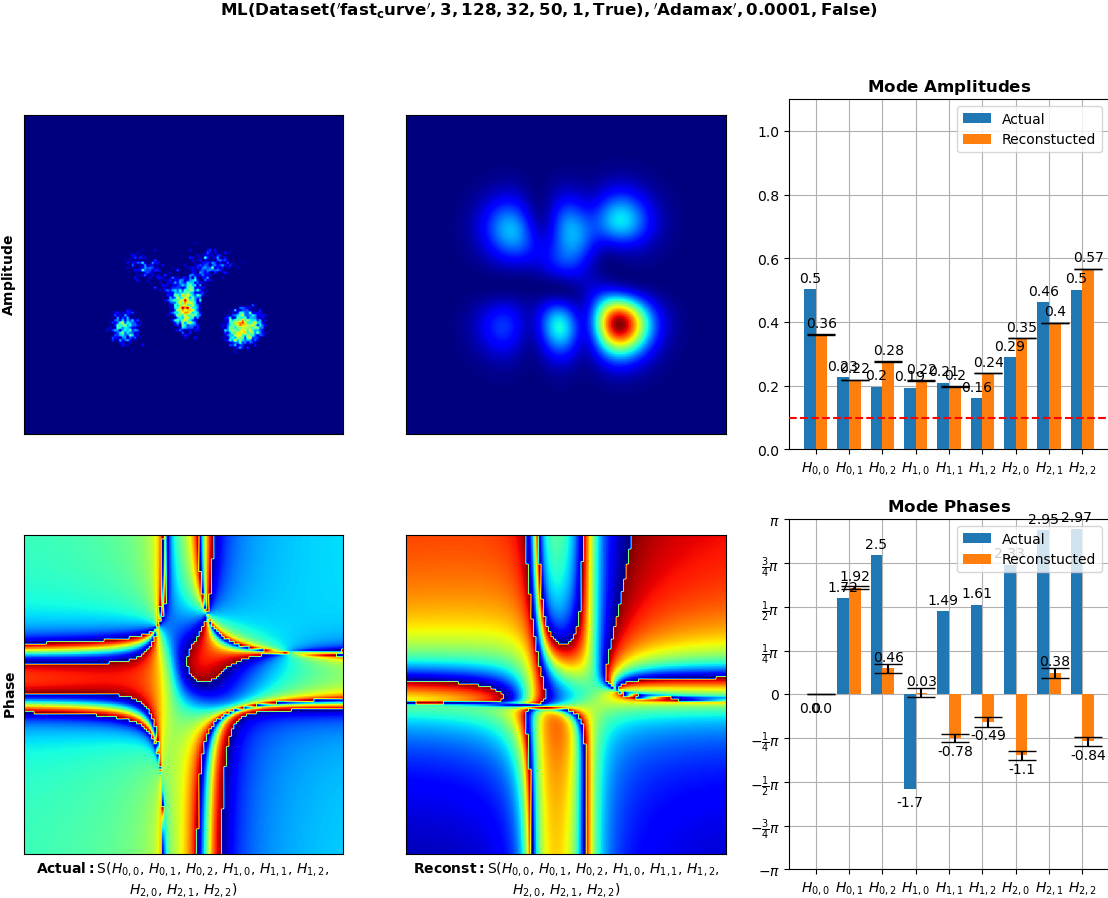 ML(Dataset('fast_curve', 3, 128, 32, 50, 1, True), 'Adamax', 0.0001, False)
Amplitude
Mode Amplitudes
Actual
Reconstucted
1.0
0.8
0.6
0.4
0.2
0.0
0.5
0.36
0.23
0.22
0.2
0.28
0.19
0.22
0.21
0.2
0.16
0.24
0.29
0.35
0.46
0.4
0.5
0.57
H0,0 H0,1 H0,2 H1,0 H1,1 H1,2 H2,0 H2,1 H2,2
Phase
Mode Phases
Actual
Reconstucted
π
3/4π
1/2π
1/4π
0
−1/4π
−1/2π
−3/4π
−π
0.0
0.0
1.72
1.92
2.5
0.46
-1.7
0.03
1.49
-0.78
1.61
-0.49
2.33
-1.1
2.95
0.38
2.97
-0.84
H0,0 H0,1 H0,2 H1,0 H1,1 H1,2 H2,0 H2,1 H2,2
Actual: S(H0,0, H0,1, H0,2, H1,0, H1,1, H1,2,
H2,0, H2,1, H2,2)
Reconst: S(H0,0, H0,1, H0,2, H1,0, H1,1, H1,2,
H2,0, H2,1, H2,2)